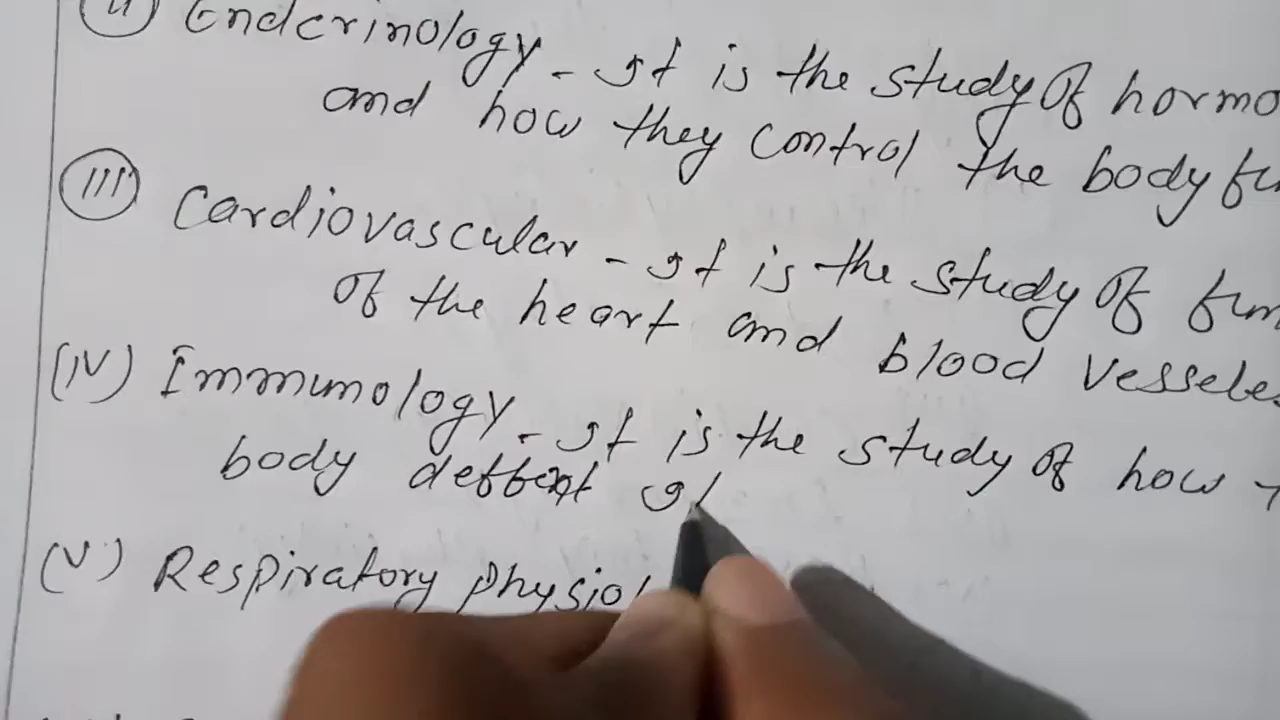 (II) Endcrinology - It is the study of hormo
and how they control the body fu
(III) Cardiovascular - It is the study of fun
of the heart and blood vesseles
(IV) Immunology - It is the study of how t
body
(V) Respiratory physiol